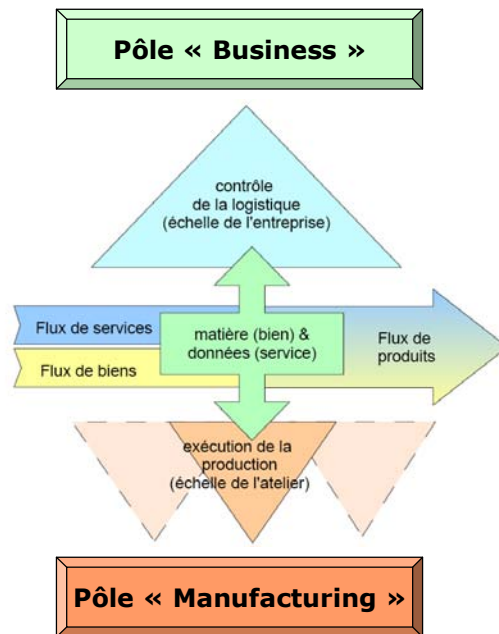 Pôle « Business »
contrôle
de la logistique
(échelle de l'entreprise)
Flux de services
Flux de biens
matière (bien) &
données (service)
Flux de
produits
exécution de la
production
(échelle de l'atelier)
Pôle « Manufacturing »